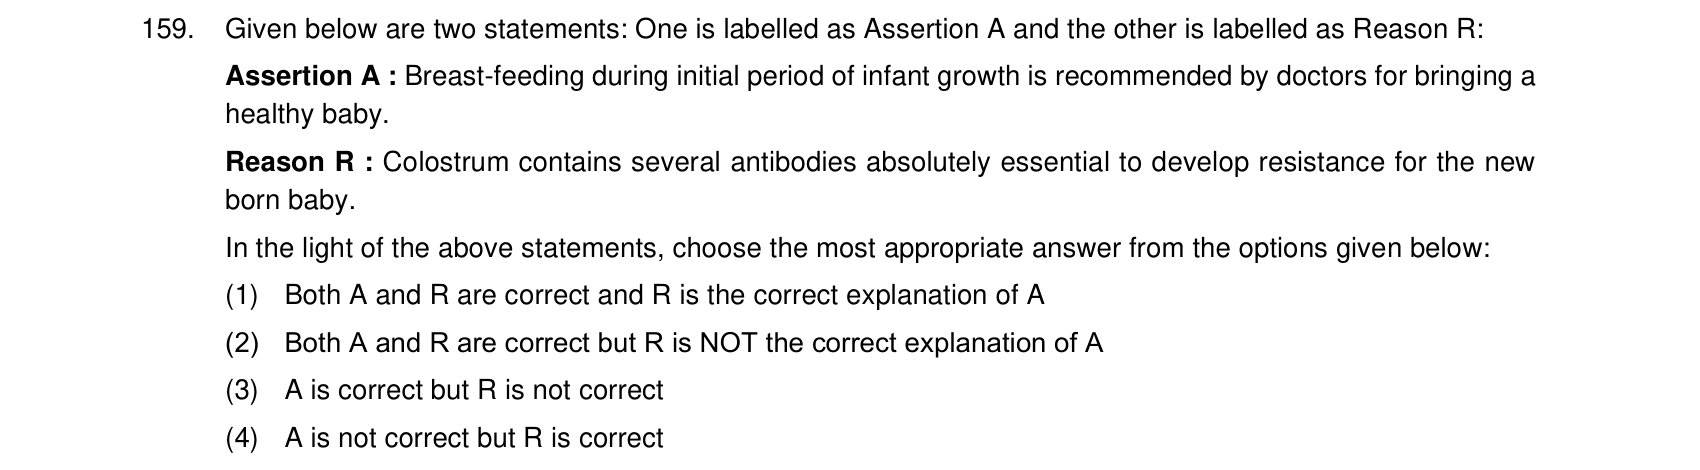 159. Given below are two statements: One is labelled as Assertion A and the other is labelled as Reason R:
Assertion A : Breast-feeding during initial period of infant growth is recommended by doctors for bringing a
healthy baby.
Reason R : Colostrum contains several antibodies absolutely essential to develop resistance for the new
born baby.
In the light of the above statements, choose the most appropriate answer from the options given below:
(1) Both A and R are correct and R is the correct explanation of A
(2) Both A and R are correct but R is NOT the correct explanation of A
(3) A is correct but R is not correct
(4) A is not correct but R is correct